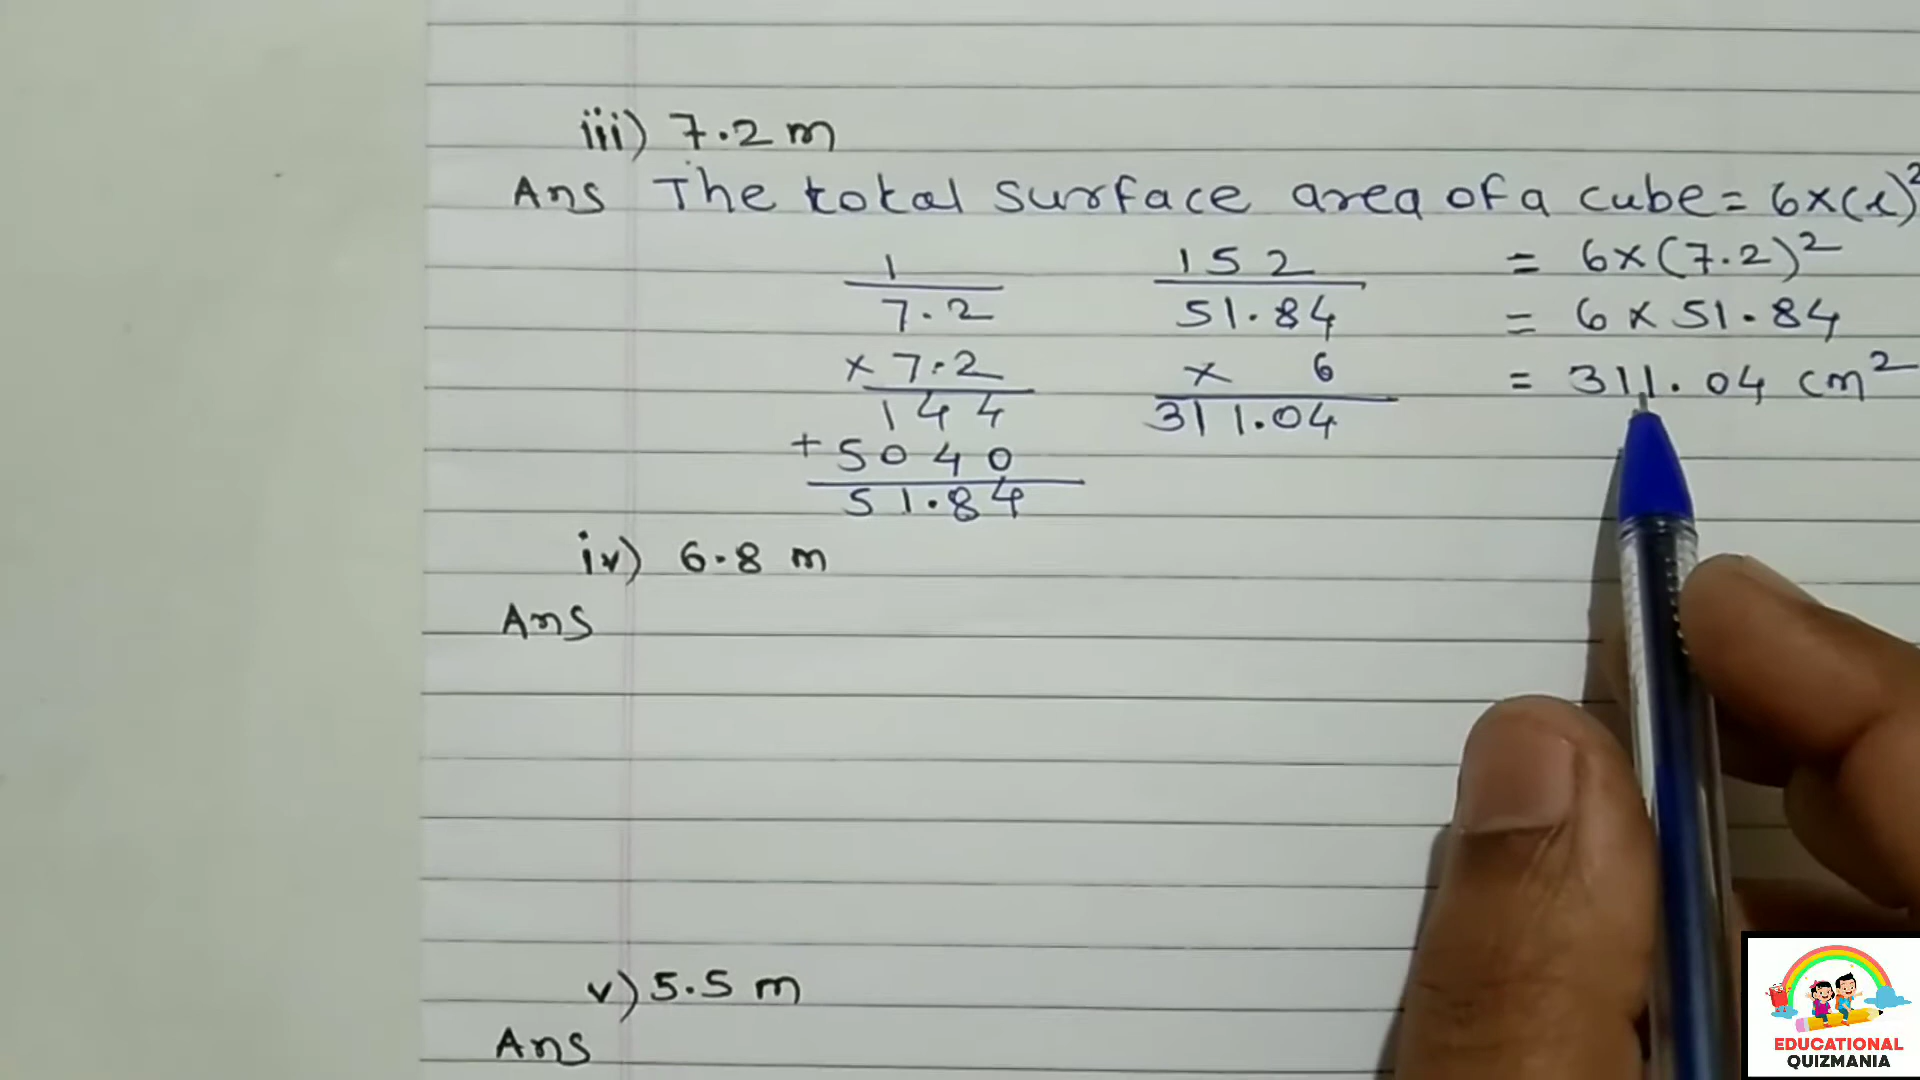 iii) 7.2 m
Ans The total surface area of a cube = 6×(l)²
1
7.2
× 7.2
144
+ 5040
51.84
152
51.84
× 6
311.04
= 6×(7.2)²
= 6 × 51.84
= 311.04 cm²
iv) 6.8 m
Ans
v) 5.5 m
Ans
EDUCATIONAL
QUIZMANIA